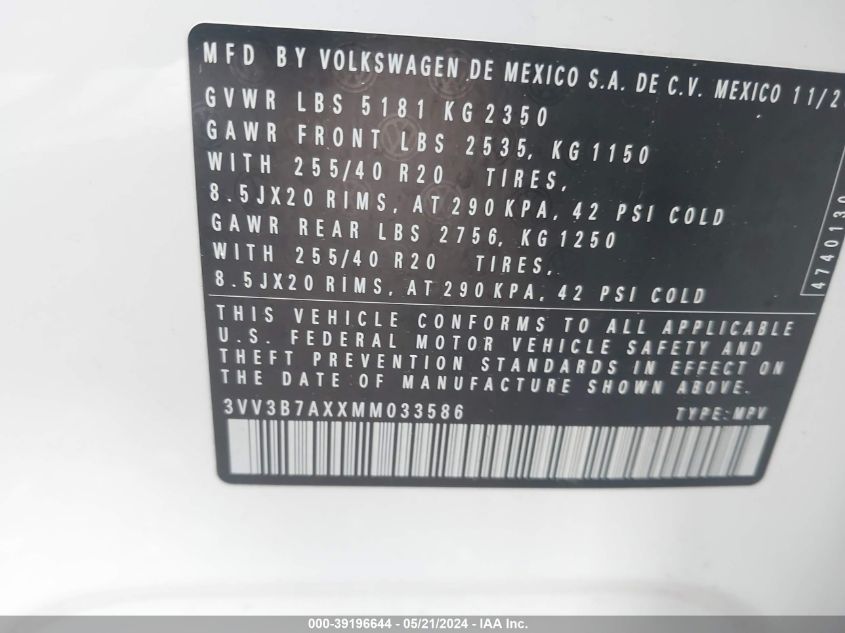 MFD BY VOLKSWAGEN DE MEXICO S.A. DE C.V. MEXICO 11/2
GVWR LBS 5181 KG 2350
GAWR FRONT LBS 2535, KG1150
WITH 255/40 R20 TIRES,
8.5JX20 RIMS, AT 290 KPA, 42 PSI COLD
GAWR REAR LBS 2756, KG1250
WITH 255/40 R20 TIRES,
8.5JX20 RIMS, AT 290 KPA, 42 PSI COLD
4740130
THIS VEHICLE CONFORMS TO ALL APPLICABLE
U.S. FEDERAL MOTOR VEHICLE SAFETY AND
THEFT PREVENTION STANDARDS IN EFFECT ON
THE DATE OF MANUFACTURE SHOWN ABOVE.
3VV3B7AXXMM033586 TYPE:MPV
000-39196644 - 05/21/2024 - IAA Inc.